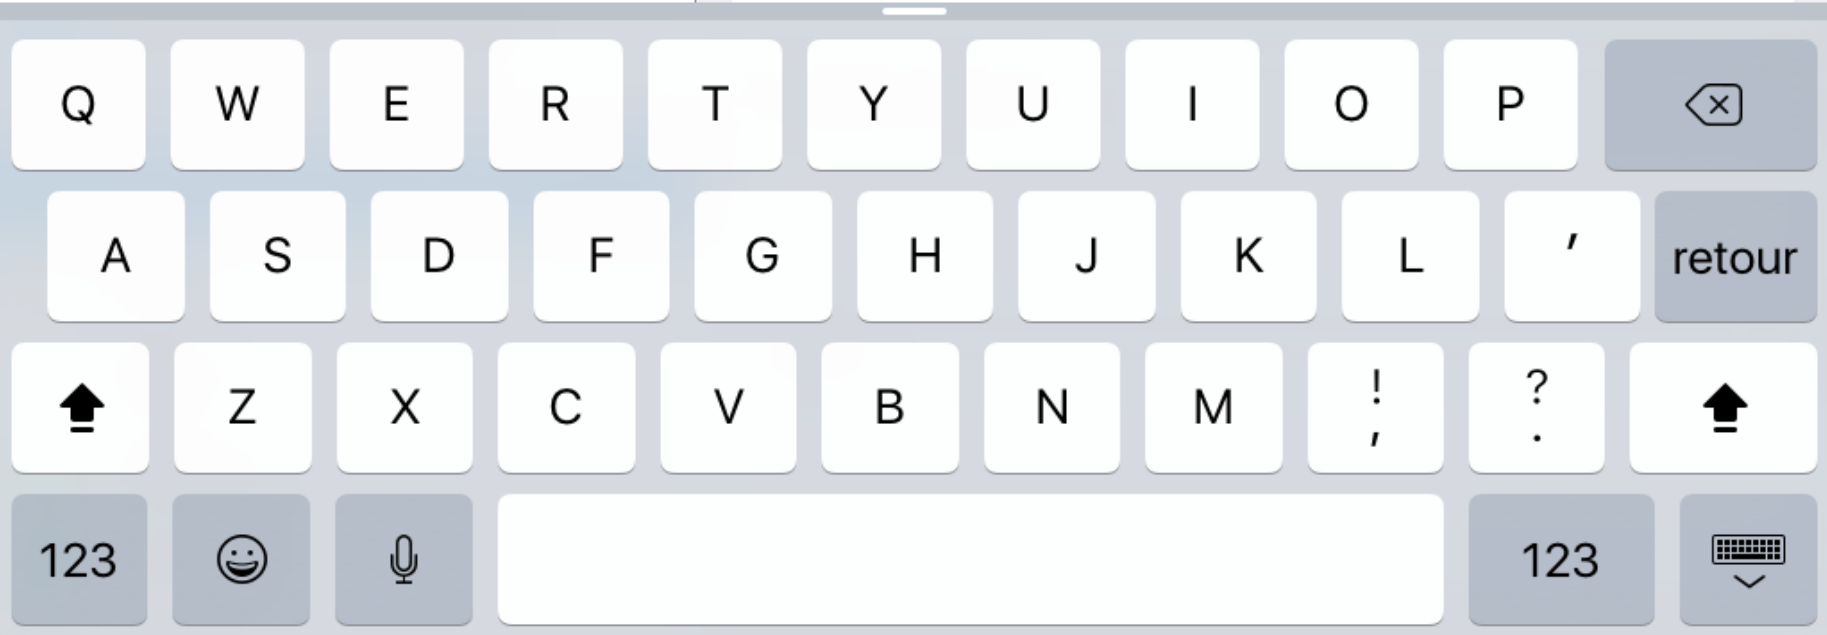 Q W E R T Y U I O P
A S D F G H J K L ′ retour
Z X C V B N M ! ?
, .
123 123